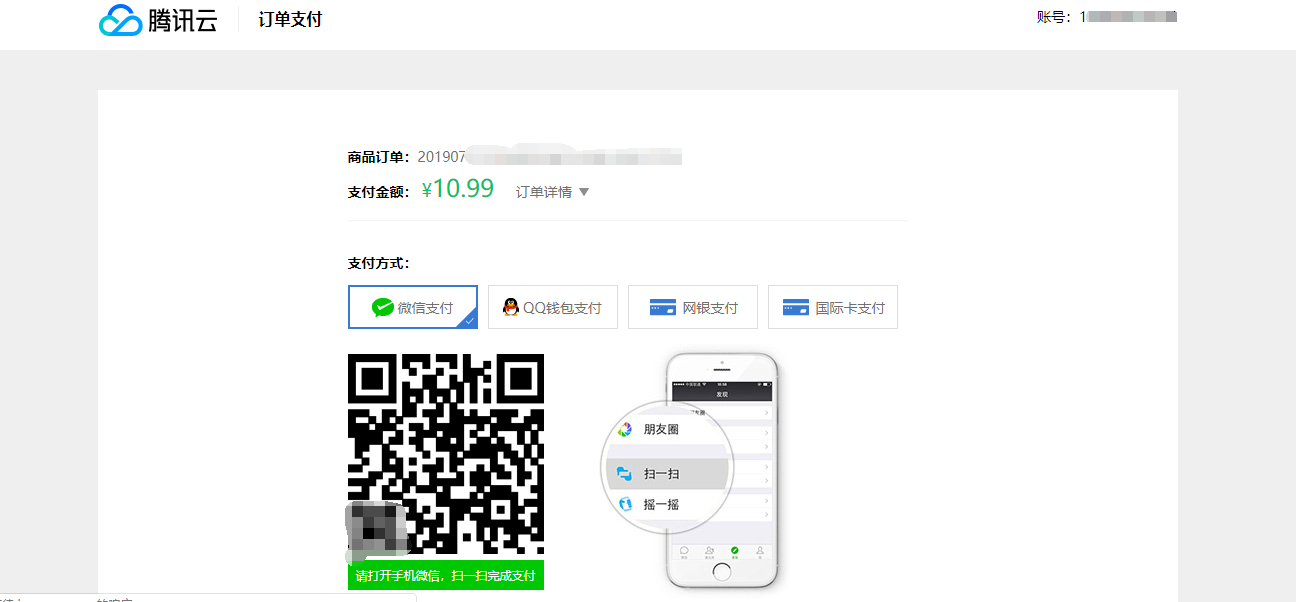 腾讯云 订单支付 账号：1
商品订单：201907
支付金额：¥10.99 订单详情
支付方式：
微信支付 QQ钱包支付 网银支付 国际卡支付
发现
朋友圈
扫一扫
摇一摇
请打开手机微信，扫一扫完成支付